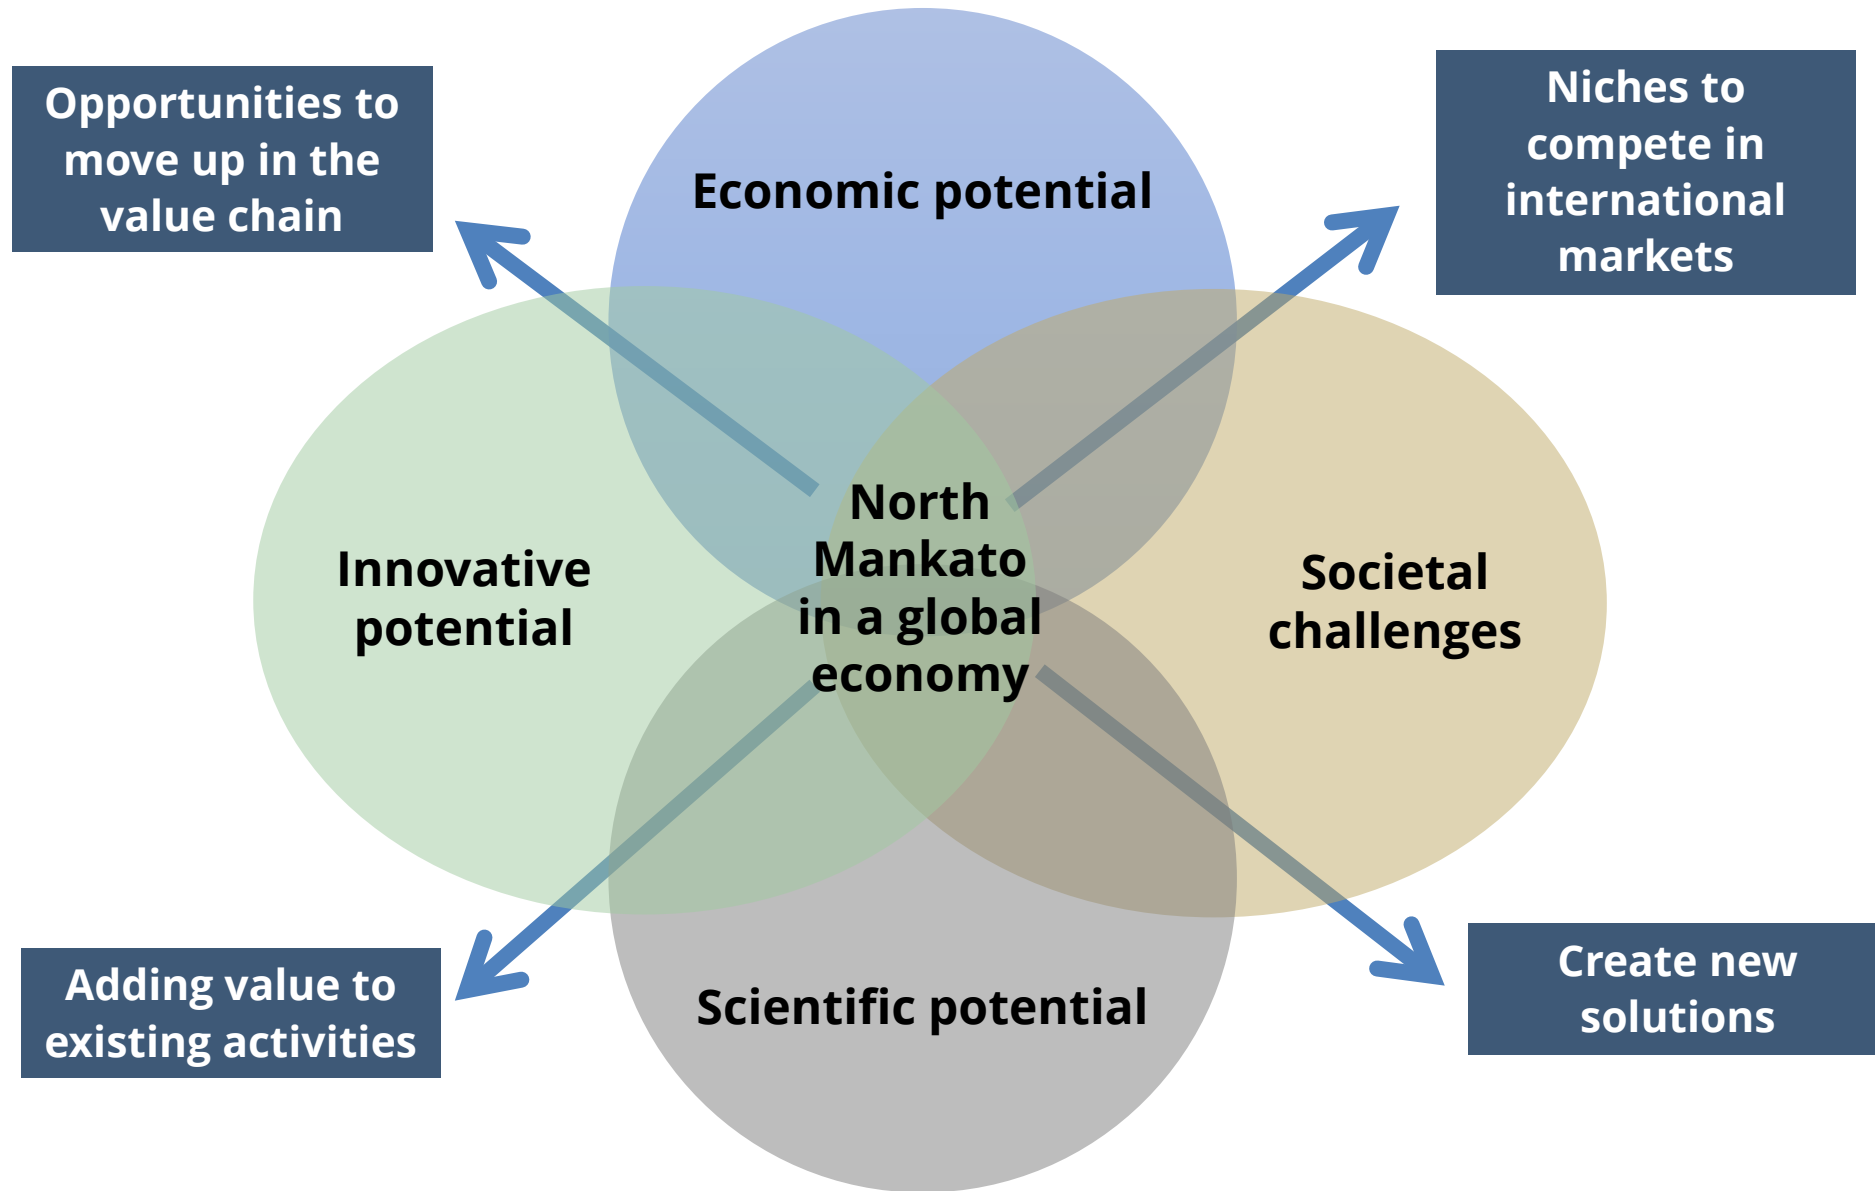 Opportunities to
move up in the
value chain
Niches to
compete in
international
markets
Economic potential
North
Mankato
in a global
economy
Innovative
potential
Societal
challenges
Scientific potential
Adding value to
existing activities
Create new
solutions